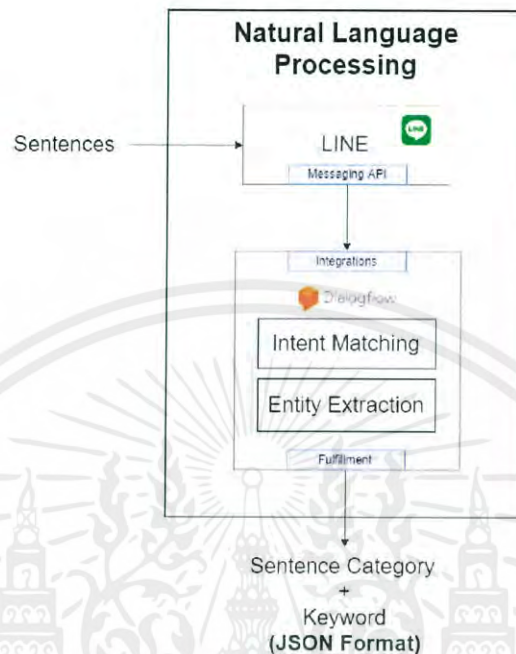 Natural Language
Processing
Sentences
LINE
LINE
Messaging API
Integrations
Dialogflow
Intent Matching
Entity Extraction
Fulfillment
Sentence Category
+
Keyword
(JSON Format)